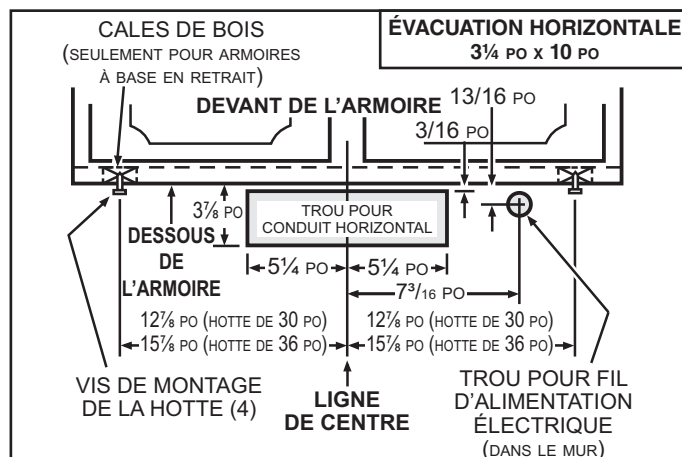 CALES DE BOIS
(SEULEMENT POUR ARMOIRES
À BASE EN RETRAIT)
ÉVACUATION HORIZONTALE
3¼ PO X 10 PO
DEVANT DE L’ARMOIRE
13/16 PO
3/16 PO
3⅞ PO
TROU POUR
CONDUIT HORIZONTAL
DESSOUS
DE
L’ARMOIRE
5¼ PO
5¼ PO
7³/16 PO
12⅞ PO (HOTTE DE 30 PO)
12⅞ PO (HOTTE DE 30 PO)
15⅞ PO (HOTTE DE 36 PO)
15⅞ PO (HOTTE DE 36 PO)
VIS DE MONTAGE
DE LA HOTTE (4)
LIGNE
DE CENTRE
TROU POUR FIL
D’ALIMENTATION
ÉLECTRIQUE
(DANS LE MUR)